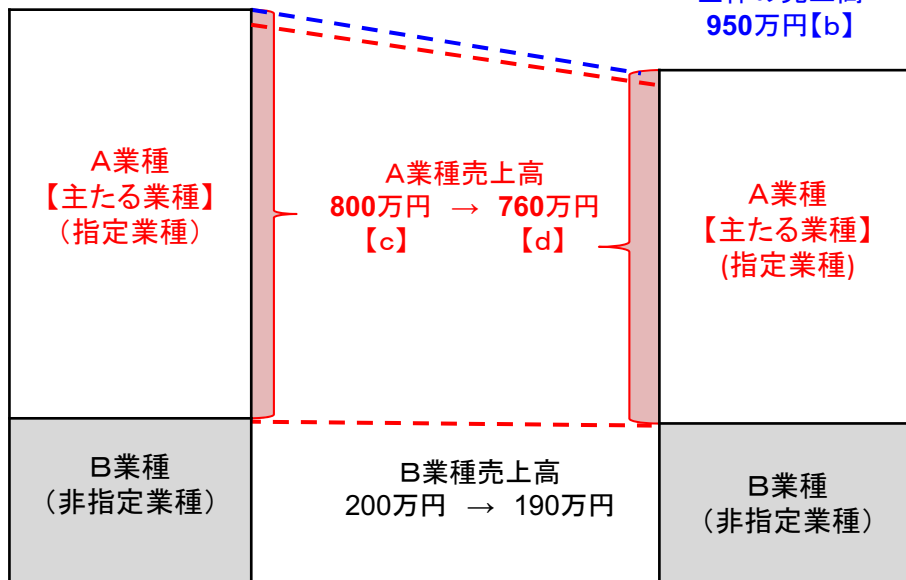 950万円【b】
A業種
【主たる業種】
（指定業種）
A業種売上高
800万円 → 760万円
【c】 【d】
A業種
【主たる業種】
(指定業種)
B業種
（非指定業種）
B業種売上高
200万円 → 190万円
B業種
（非指定業種）